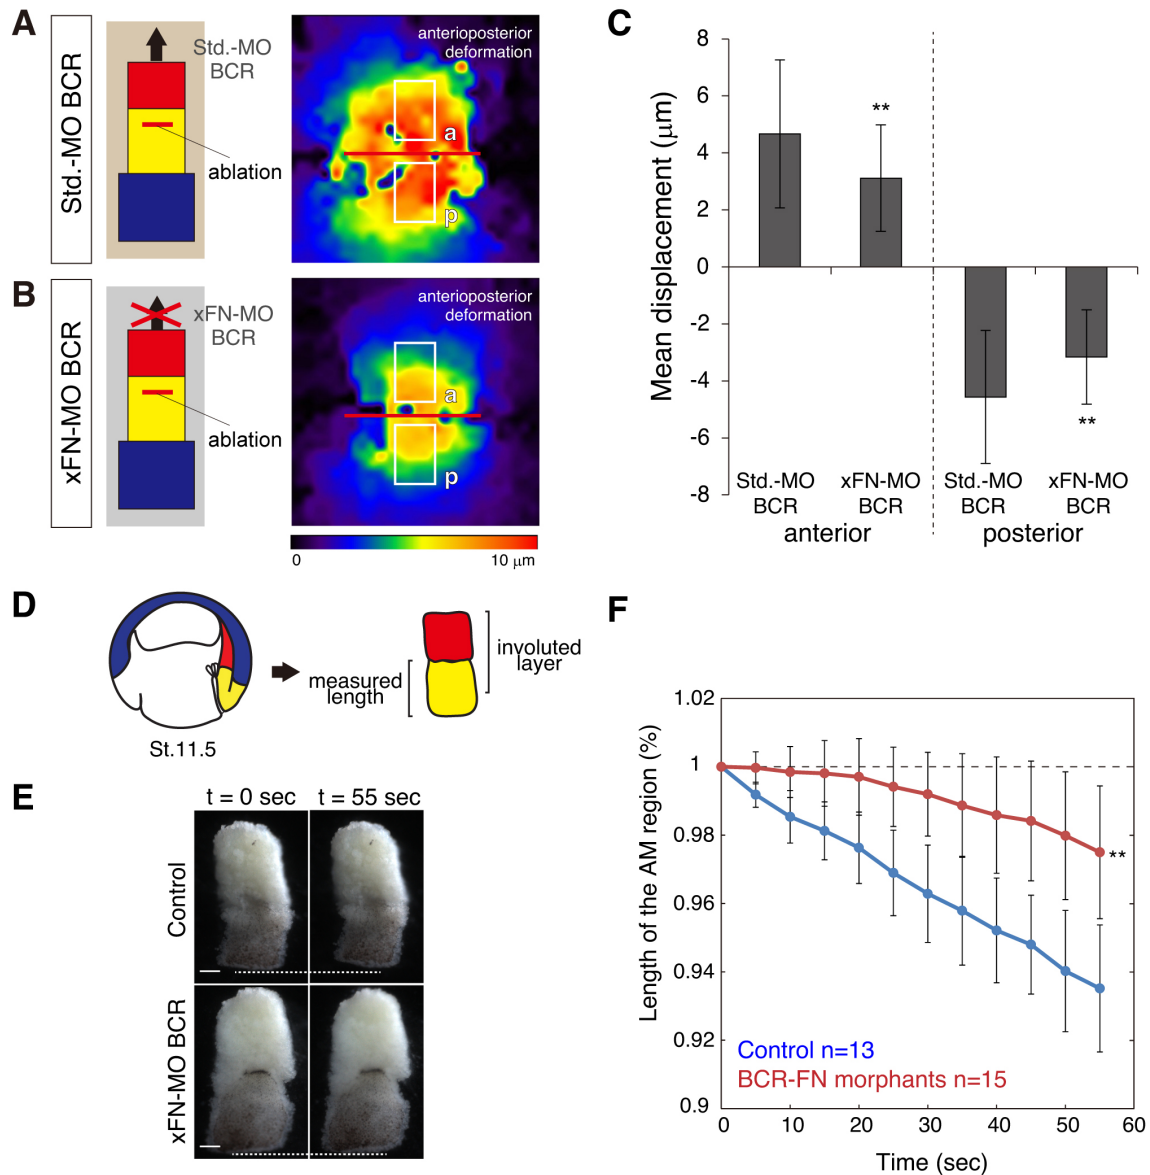 A
Std.-MO BCR
Std.-MO
BCR
ablation
anterioposterior
deformation
a
p
B
xFN-MO BCR
xFN-MO
BCR
ablation
anterioposterior
deformation
a
p
0
10 μm
C
Mean displacement (μm)
8
6
4
2
0
-2
-4
-6
-8
**
**
Std.-MO
BCR
xFN-MO
BCR
Std.-MO
BCR
xFN-MO
BCR
anterior
posterior
D
St.11.5
measured
length
involuted
layer
E
t = 0 sec
t = 55 sec
Control
xFN-MO BCR
F
Length of the AM region (%)
1.02
1
0.98
0.96
0.94
0.92
0.9
**
Control n=13
BCR-FN morphants n=15
0
10
20
30
40
50
60
Time (sec)